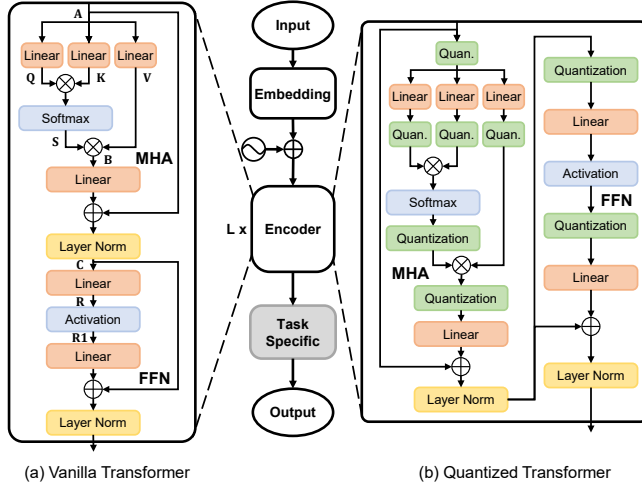 A
Linear
Linear
Linear
Q
K
V
Softmax
S
B
MHA
Linear
Layer Norm
C
Linear
R
Activation
R1
Linear
FFN
Layer Norm
(a) Vanilla Transformer
Input
Embedding
L x
Encoder
Task
Specific
Output
Quan.
Linear
Linear
Linear
Quan.
Quan.
Quan.
Softmax
Quantization
MHA
Quantization
Linear
Layer Norm
Quantization
Linear
Activation
FFN
Quantization
Linear
Layer Norm
(b) Quantized Transformer